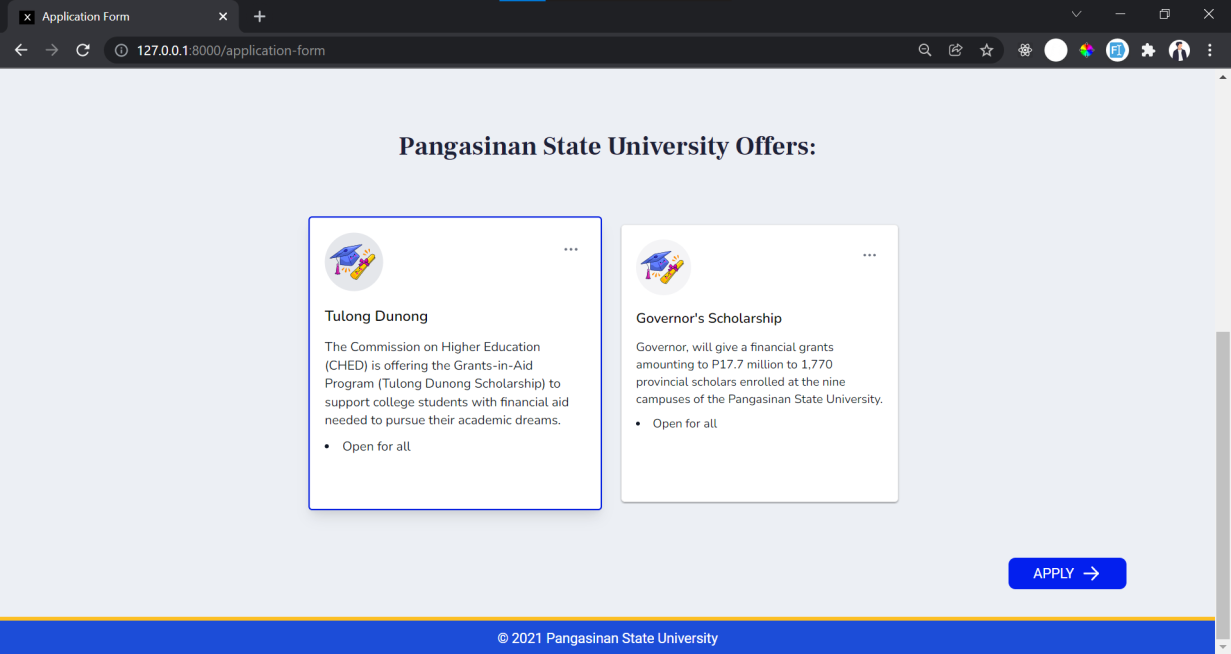 Application Form
127.0.0.1:8000/application-form
Pangasinan State University Offers:
Tulong Dunong
The Commission on Higher Education
(CHED) is offering the Grants-in-Aid
Program (Tulong Dunong Scholarship) to
support college students with financial aid
needed to pursue their academic dreams.
• Open for all
Governor's Scholarship
Governor, will give a financial grants
amounting to P17.7 million to 1,770
provincial scholars enrolled at the nine
campuses of the Pangasinan State University.
• Open for all
APPLY
© 2021 Pangasinan State University